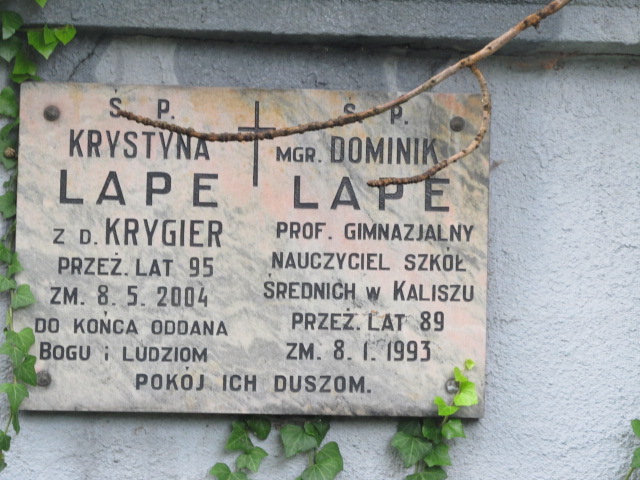 Ś. P.
KRYSTYNA
LAPE
Z D. KRYGIER
PRZEŻ. LAT 95
ZM. 8. 5. 2004
DO KOŃCA ODDANA
BOGU i LUDZIOM
Ś. P.
MGR. DOMINIK
LAPE
PROF. GIMNAZJALNY
NAUCZYCIEL SZKÓŁ
ŚREDNICH W KALISZU
PRZEŻ. LAT 89
ZM. 8. 1. 1993
POKÓJ ICH DUSZOM.